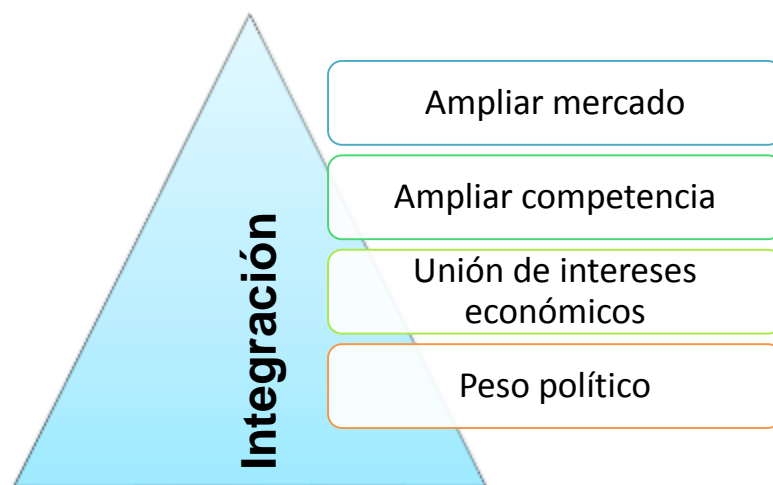 Integración
Ampliar mercado
Ampliar competencia
Unión de intereses
económicos
Peso político